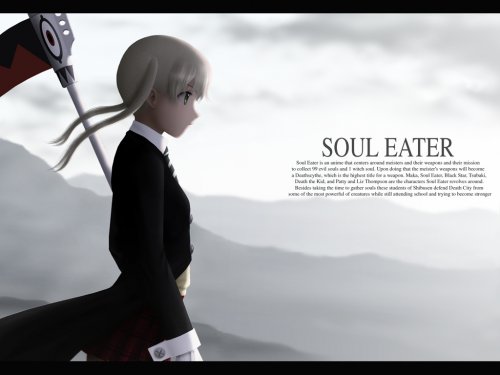 SOUL EATER
Soul Eater is an anime that centers around meisters and their weapons and their mission
to collect 99 evil souls and 1 witch soul. Upon doing that the meister's weapons will become
a Deathscythe, which is the highest title for a weapon. Maka, Soul Eater, Black Star, Tsubaki,
Death the Kid, and Patty and Liz Thompson are the characters Soul Eater revolves around.
Besides taking the time to gather souls these students of Shibusen defend Death City from
some of the most powerful of creatures while still attending school and trying to become stronger